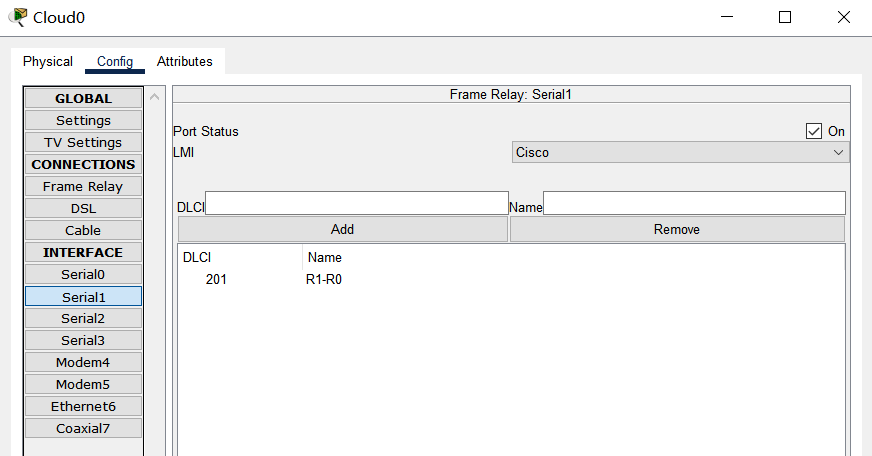 Cloud0
Physical Config Attributes
GLOBAL
Settings
TV Settings
CONNECTIONS
Frame Relay
DSL
Cable
INTERFACE
Serial0
Serial1
Serial2
Serial3
Modem4
Modem5
Ethernet6
Coaxial7
Frame Relay: Serial1
Port Status On
LMI Cisco
DLCI Name
Add Remove
DLCI Name
201 R1-R0